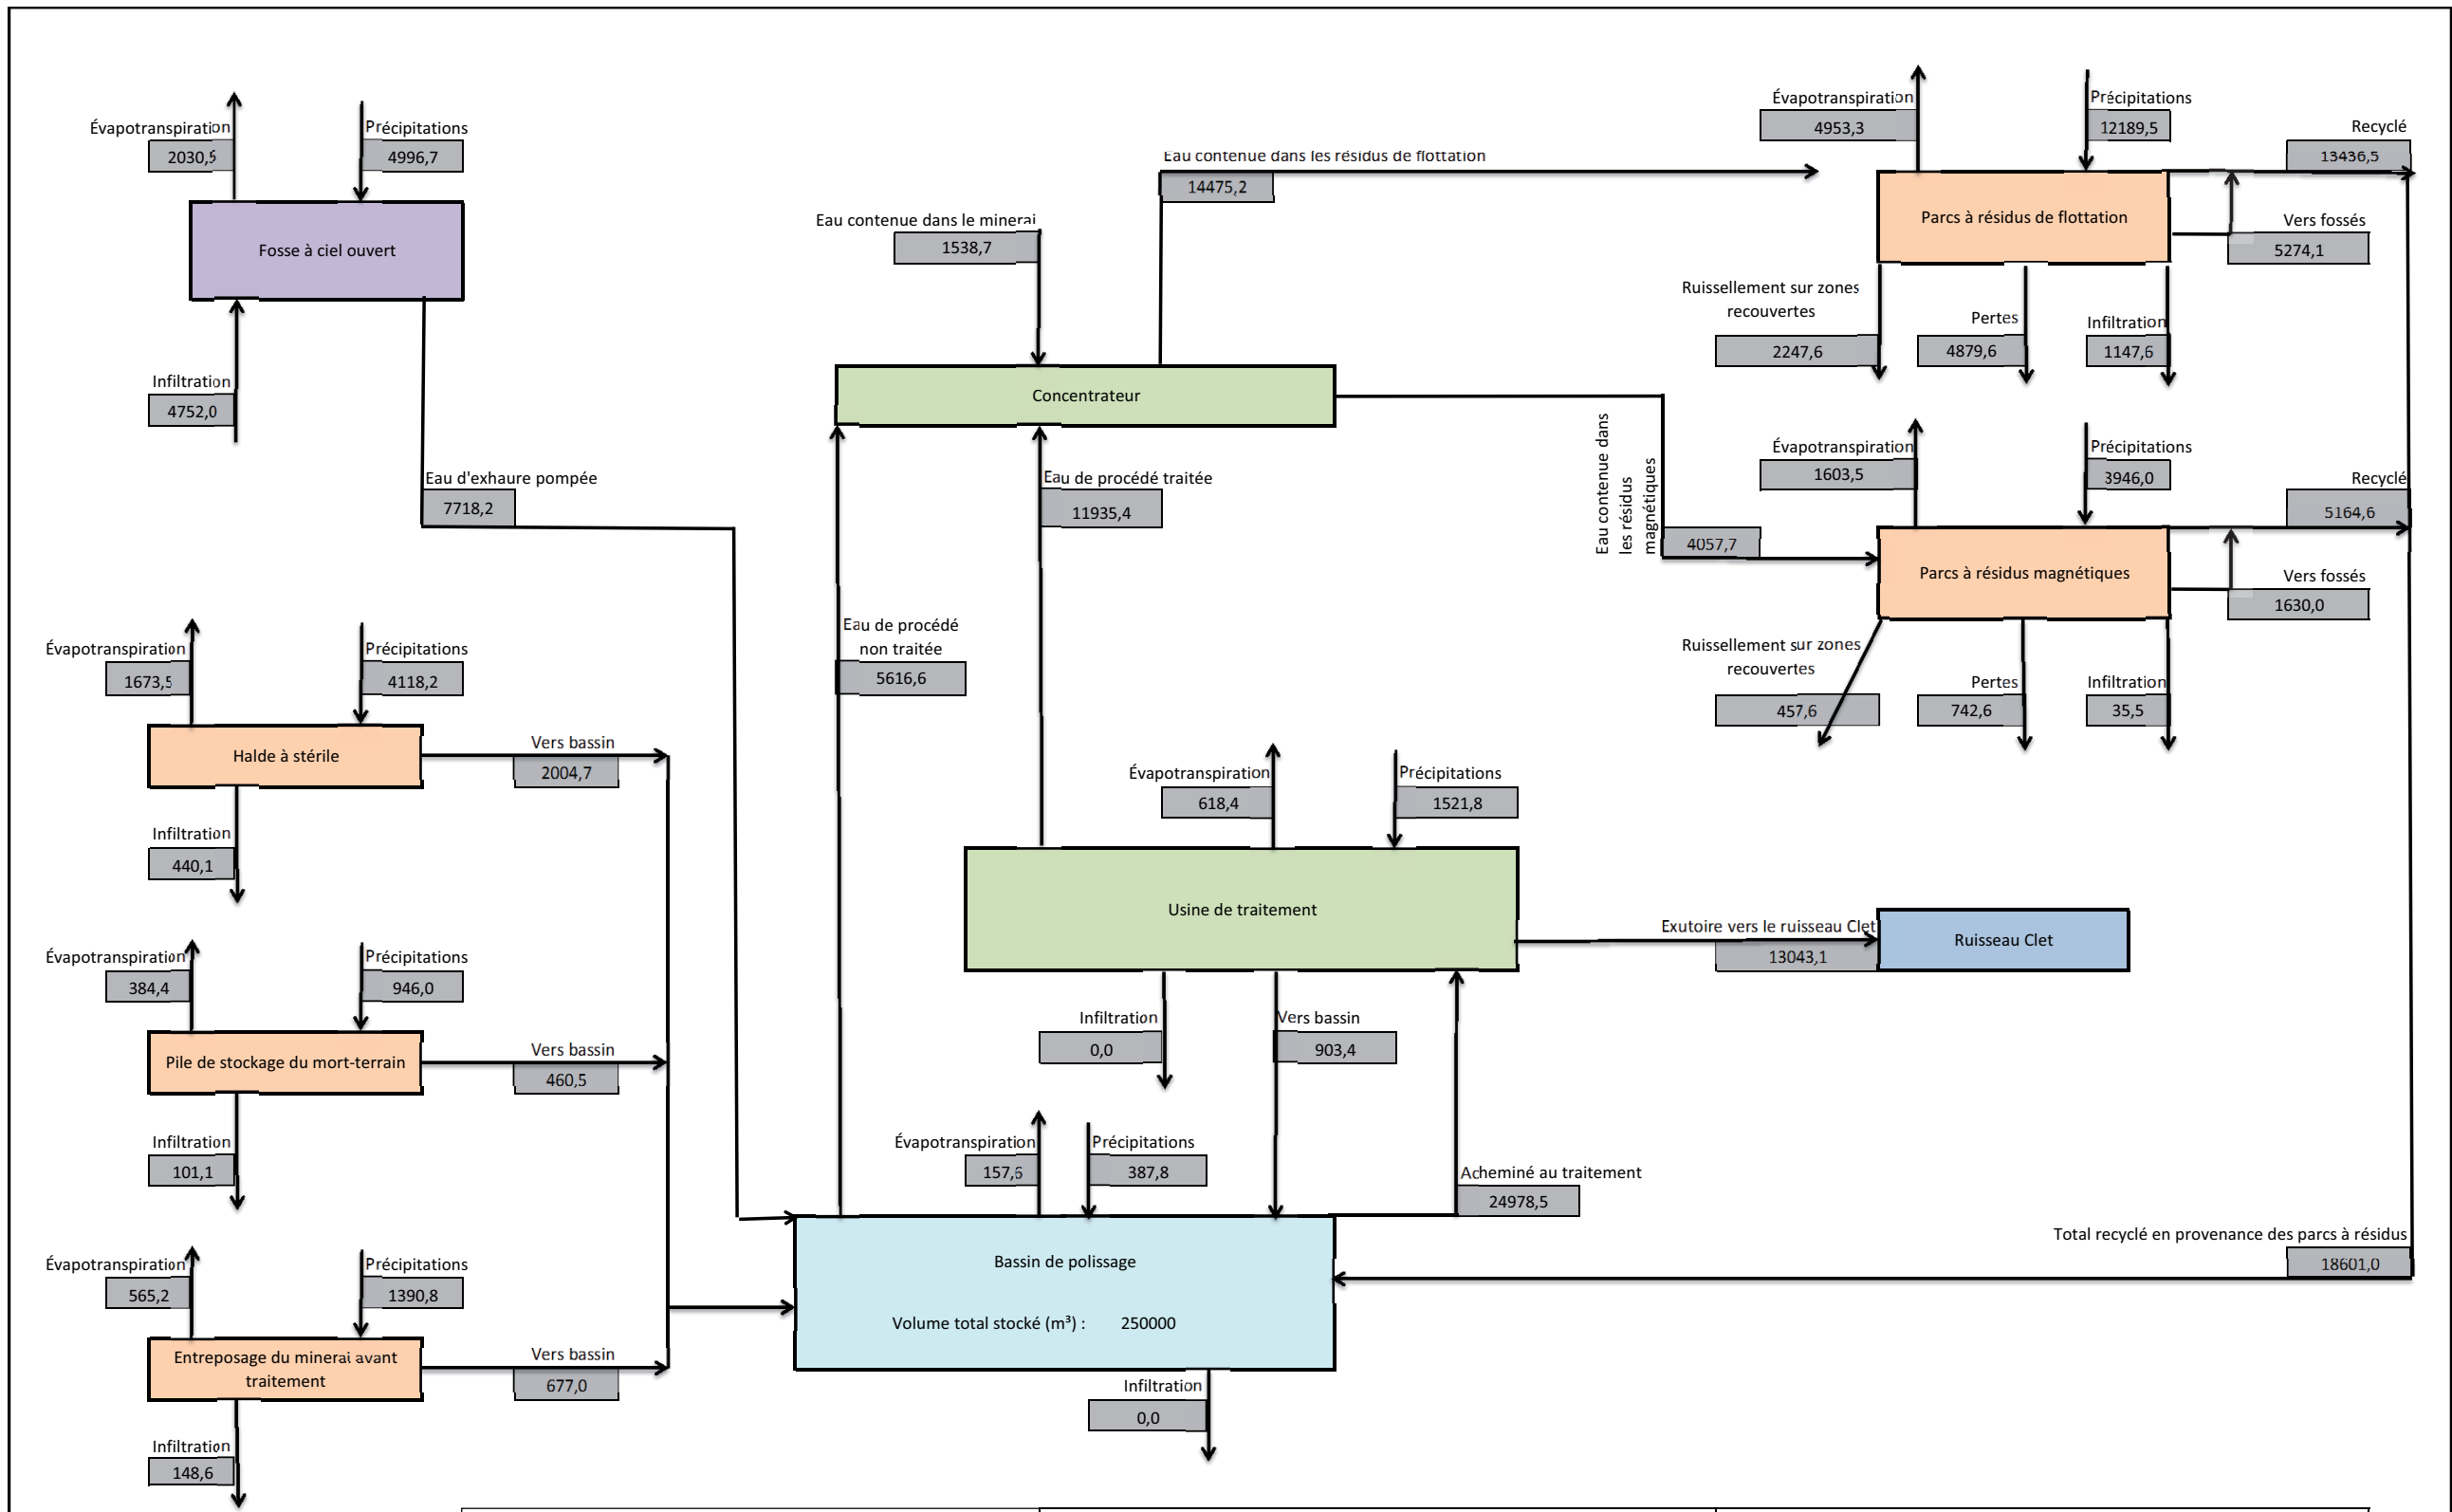 Évapotranspiration
2030,5
Précipitations
4996,7
Fosse à ciel ouvert
Infiltration
4752,0
Eau d'exhaure pompée
7718,2
Évapotranspiration
1673,5
Précipitations
4118,2
Halde à stérile
Vers bassin
2004,7
Infiltration
440,1
Évapotranspiration
384,4
Précipitations
946,0
Pile de stockage du mort-terrain
Vers bassin
460,5
Infiltration
101,1
Évapotranspiration
565,2
Précipitations
1390,8
Entreposage du minerai avant
traitement
Vers bassin
677,0
Infiltration
148,6
Eau contenue dans les résidus de flottation
14475,2
Eau contenue dans le minerai
1538,7
Concentrateur
Eau de procédé traitée
11935,4
Eau de procédé
non traitée
5616,6
Eau contenue dans
les résidus
magnétiques
4057,7
Évapotranspiration
618,4
Précipitations
1521,8
Usine de traitement
Exutoire vers le ruisseau Clet
13043,1
Ruisseau Clet
Infiltration
0,0
Vers bassin
903,4
Évapotranspiration
157,6
Précipitations
387,8
Acheminé au traitement
24978,5
Bassin de polissage
Volume total stocké (m³) : 250000
Infiltration
0,0
Évapotranspiration
4953,3
Précipitations
12189,5
Recyclé
13436,5
Parcs à résidus de flottation
Vers fossés
5274,1
Ruissellement sur zones
recouvertes
2247,6
Pertes
4879,6
Infiltration
1147,6
Évapotranspiration
1603,5
Précipitations
3946,0
Recyclé
5164,6
Parcs à résidus magnétiques
Vers fossés
1630,0
Ruissellement sur zones
recouvertes
457,6
Pertes
742,6
Infiltration
35,5
Total recyclé en provenance des parcs à résidus
18601,0